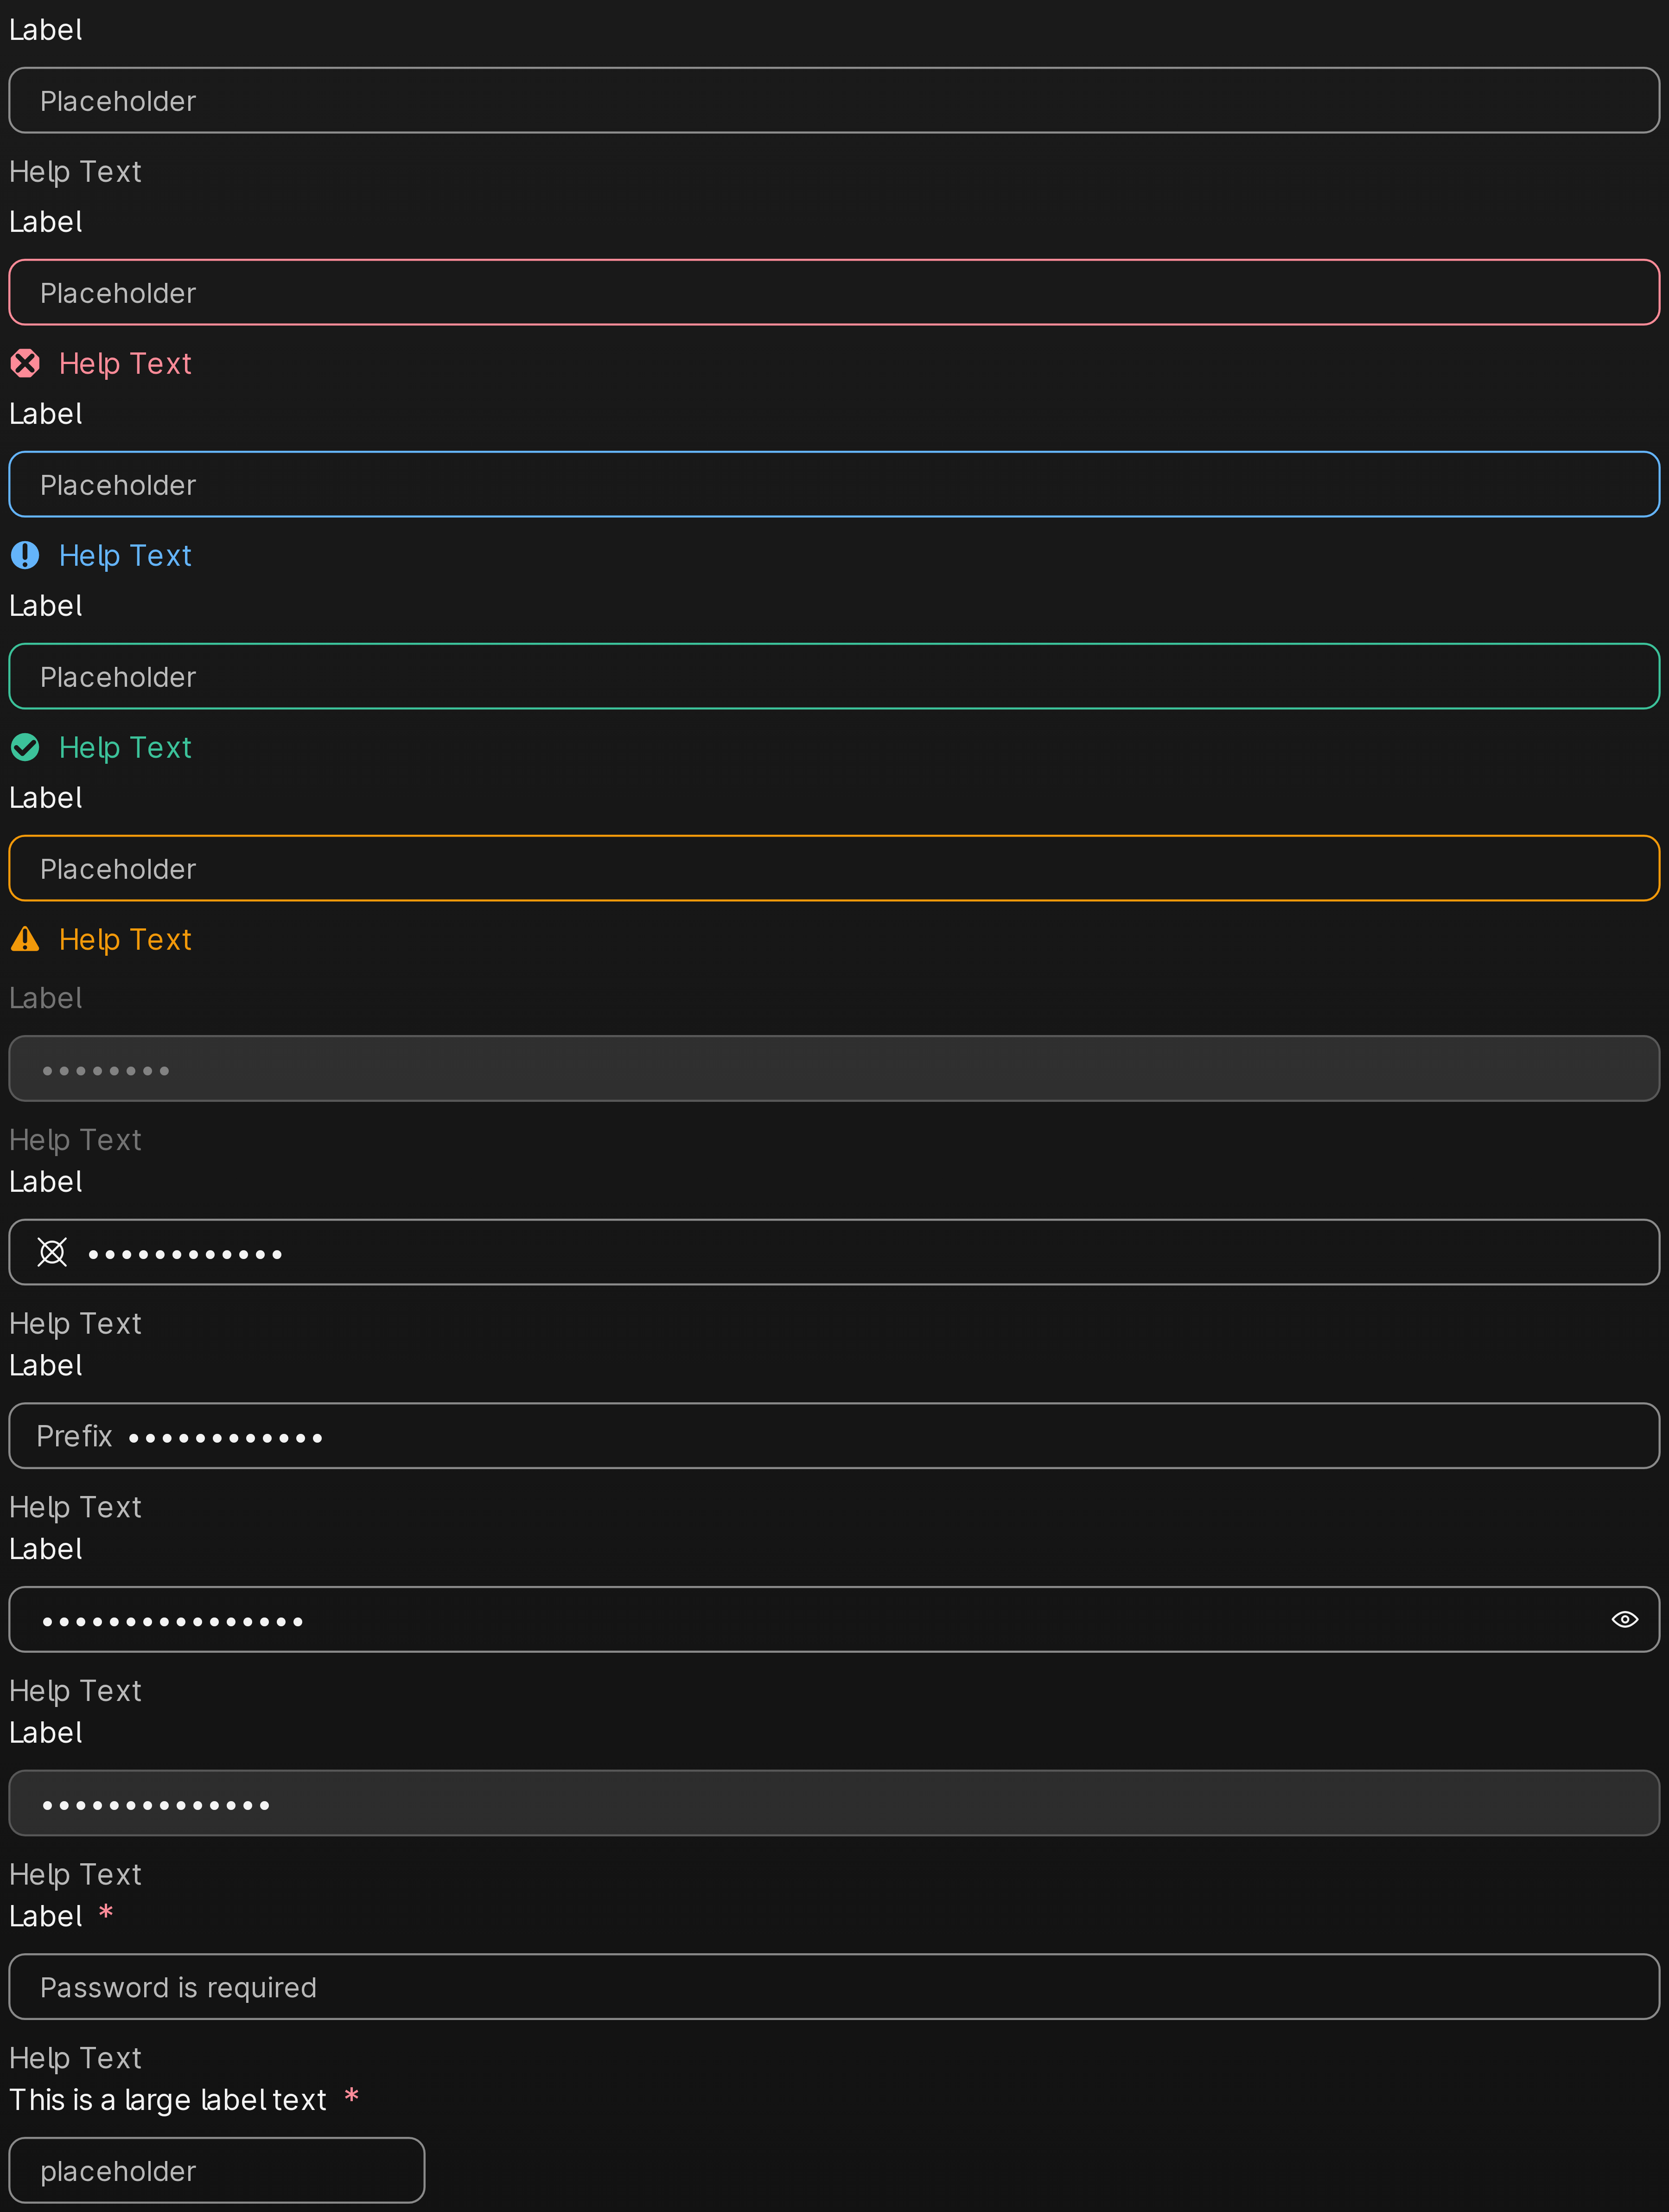 Label
Placeholder
Help Text
Label
Placeholder
Help Text
Label
Placeholder
Help Text
Label
Placeholder
Help Text
Label
Placeholder
Help Text
Label
••••••••
Help Text
Label
••••••••••••
Help Text
Label
Prefix ••••••••••••
Help Text
Label
••••••••••••••••
Help Text
Label
••••••••••••••
Help Text
Label *
Password is required
Help Text
This is a large label text *
placeholder